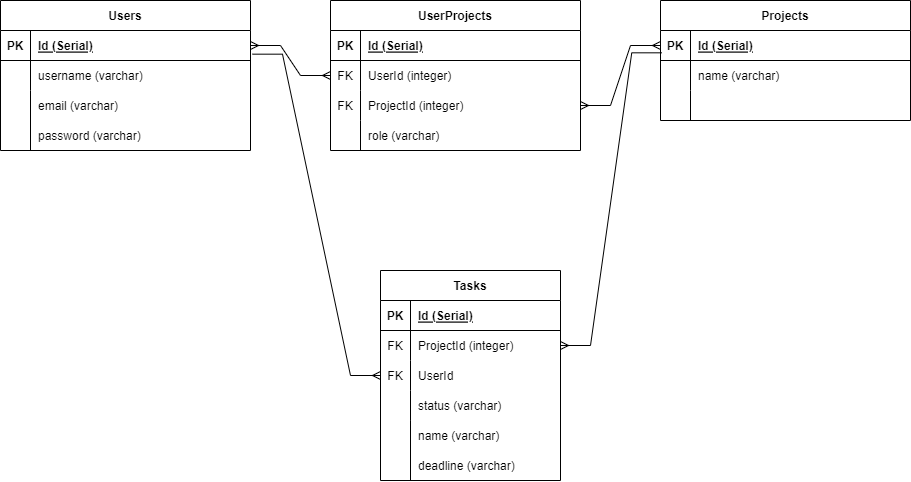 Users
PK Id (Serial)
username (varchar)
email (varchar)
password (varchar)
UserProjects
PK Id (Serial)
FK UserId (integer)
FK ProjectId (integer)
role (varchar)
Projects
PK Id (Serial)
name (varchar)
Tasks
PK Id (Serial)
FK ProjectId (integer)
FK UserId
status (varchar)
name (varchar)
deadline (varchar)